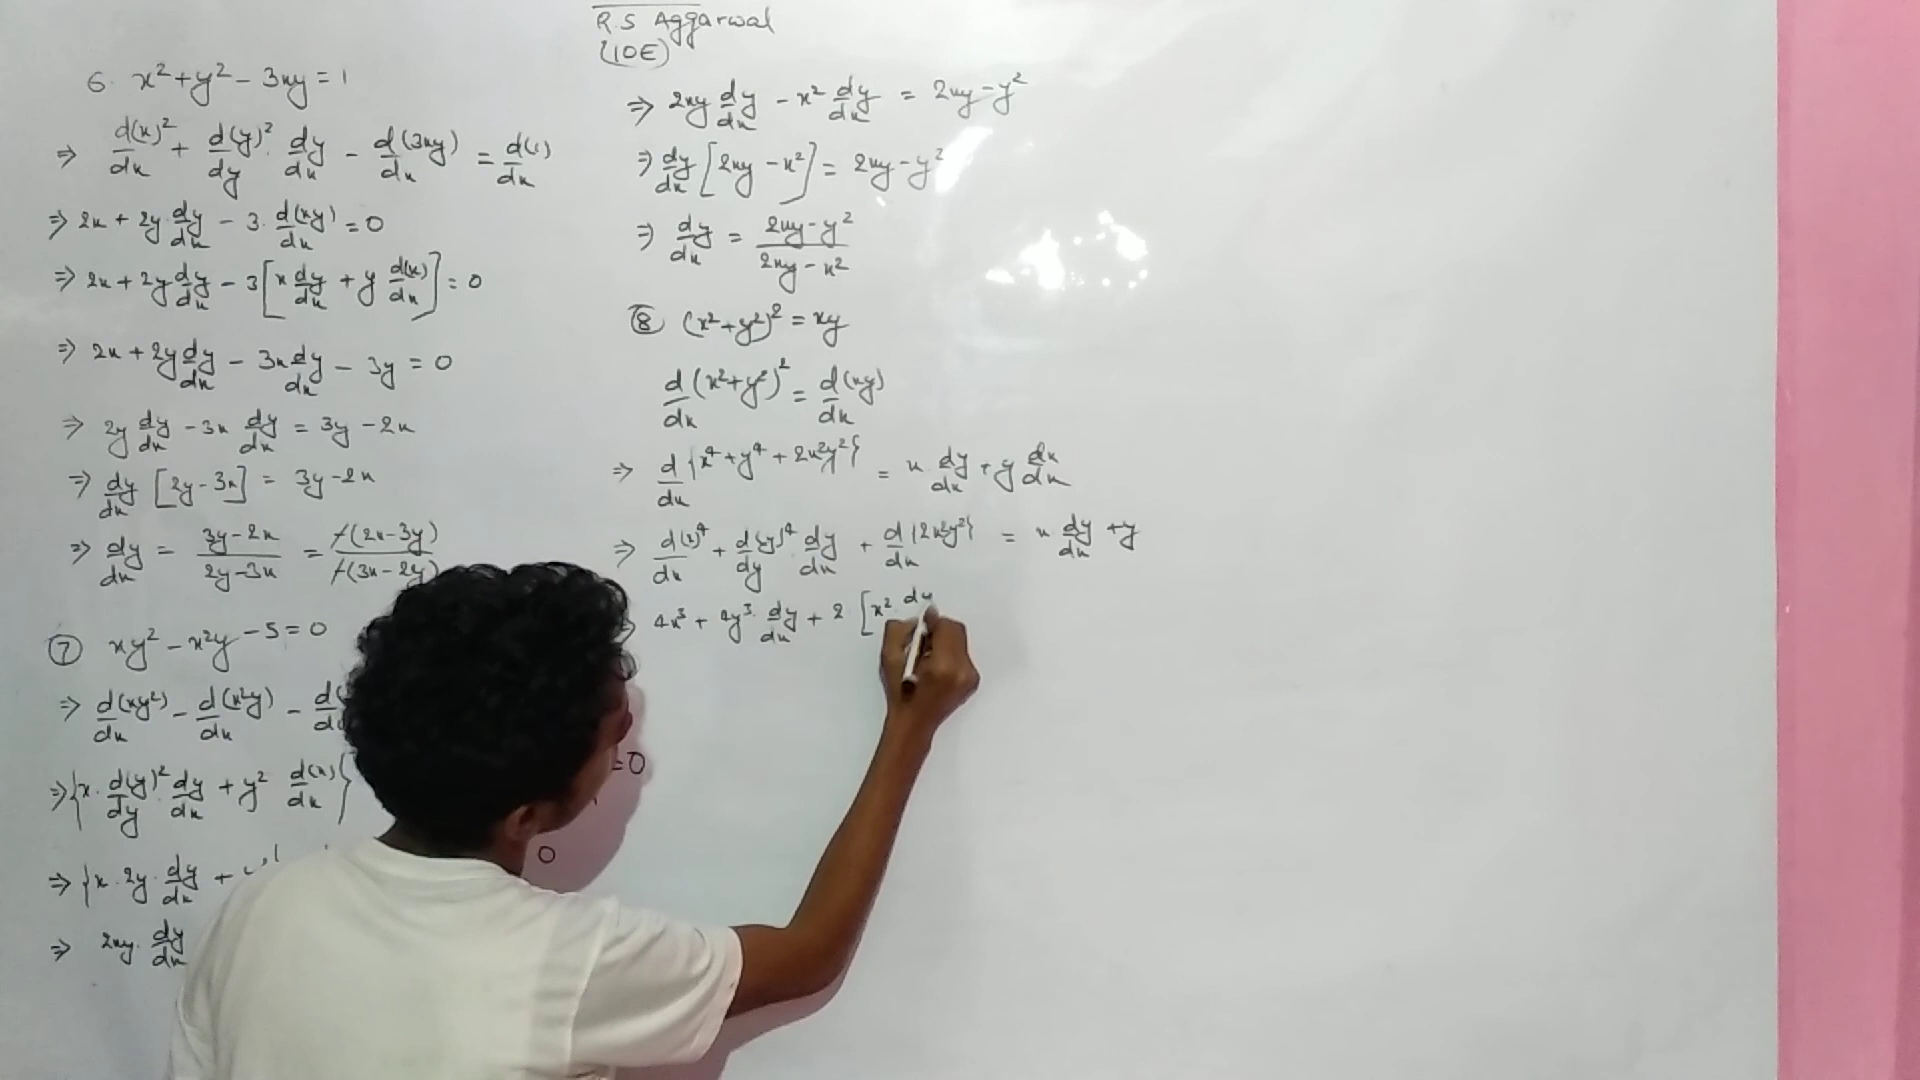 R.S Aggarwal
(10E)
6. x² + y² - 3xy = 1
⇒ d(x)²/dx + d(y)²/dy · dy/dx - d(3xy)/dx = d(1)/dx
⇒ 2x + 2y · dy/dx - 3 · d(xy)/dx = 0
⇒ 2x + 2y dy/dx - 3[x dy/dx + y d(x)/dx] = 0
⇒ 2x + 2y dy/dx - 3x dy/dx - 3y = 0
⇒ 2y dy/dx - 3x dy/dx = 3y - 2x
⇒ dy/dx [2y - 3x] = 3y - 2x
⇒ dy/dx = (3y - 2x)/(2y - 3x) = -(2x - 3y)/-(3x - 2y)
⑦ xy² - x²y - 5 = 0
⇒ d(xy²)/dx - d(x²y)/dx -
⇒ {x · d(y)²/dy · dy/dx + y² d(x)/dx}
= 0
⇒ {x · 2y · dy/dx +
0
⇒ 2xy · dy/dx
⇒ 2xy dy/dx - x² dy/dx = 2xy - y²
⇒ dy/dx [2xy - x²] = 2xy - y²
⇒ dy/dx = (2xy - y²)/(2xy - x²)
⑧ (x² + y²)² = xy
d/dx (x² + y²)² = d(xy)/dx
⇒ d/dx {x⁴ + y⁴ + 2x²y²} = x · dy/dx + y dx/dx
⇒ d(x)⁴/dx + d(y)⁴/dy · dy/dx + d{2x²y²}/dx = x · dy/dx + y
⇒ 4x³ + 4y³ · dy/dx + 2 [x² · dy